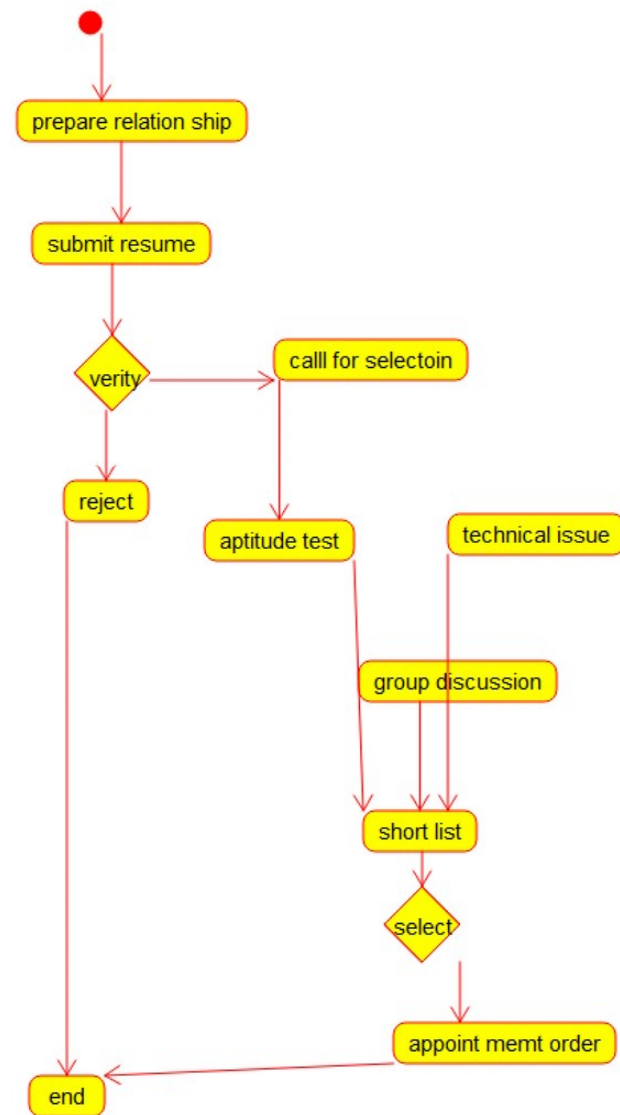 prepare relation ship
submit resume
verity
calll for selectoin
reject
aptitude test
technical issue
group discussion
short list
select
appoint memt order
end